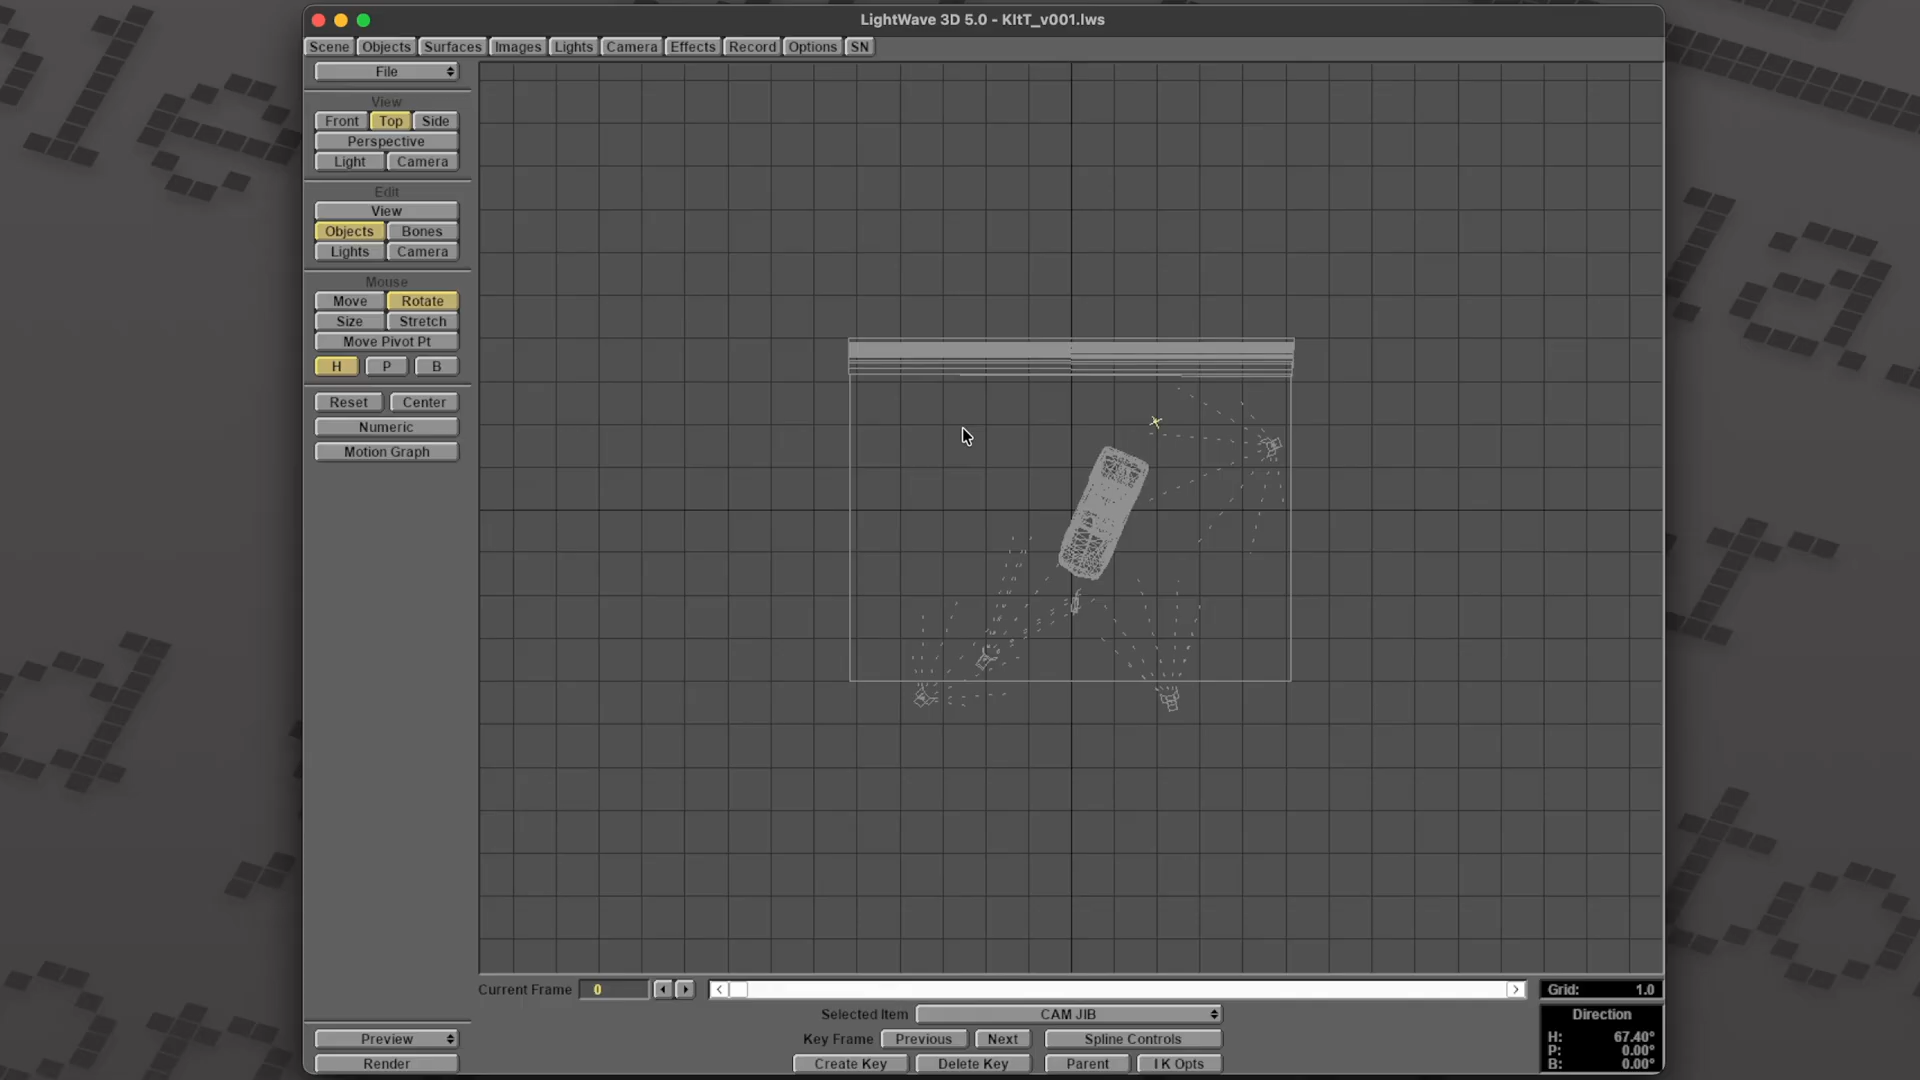 LightWave 3D 5.0 - KItT_v001.lws
Scene Objects Surfaces Images Lights Camera Effects Record Options SN
File
View
Front Top Side
Perspective
Light Camera
Edit
View
Objects Bones
Lights Camera
Mouse
Move Rotate
Size Stretch
Move Pivot Pt
H P B
Reset Center
Numeric
Motion Graph
Current Frame 0
Grid: 1.0
Selected Item CAM JIB
Direction
Preview
Key Frame Previous Next Spline Controls
H: 67.40°
P: 0.00°
B: 0.00°
Render
Create Key Delete Key Parent I K Opts